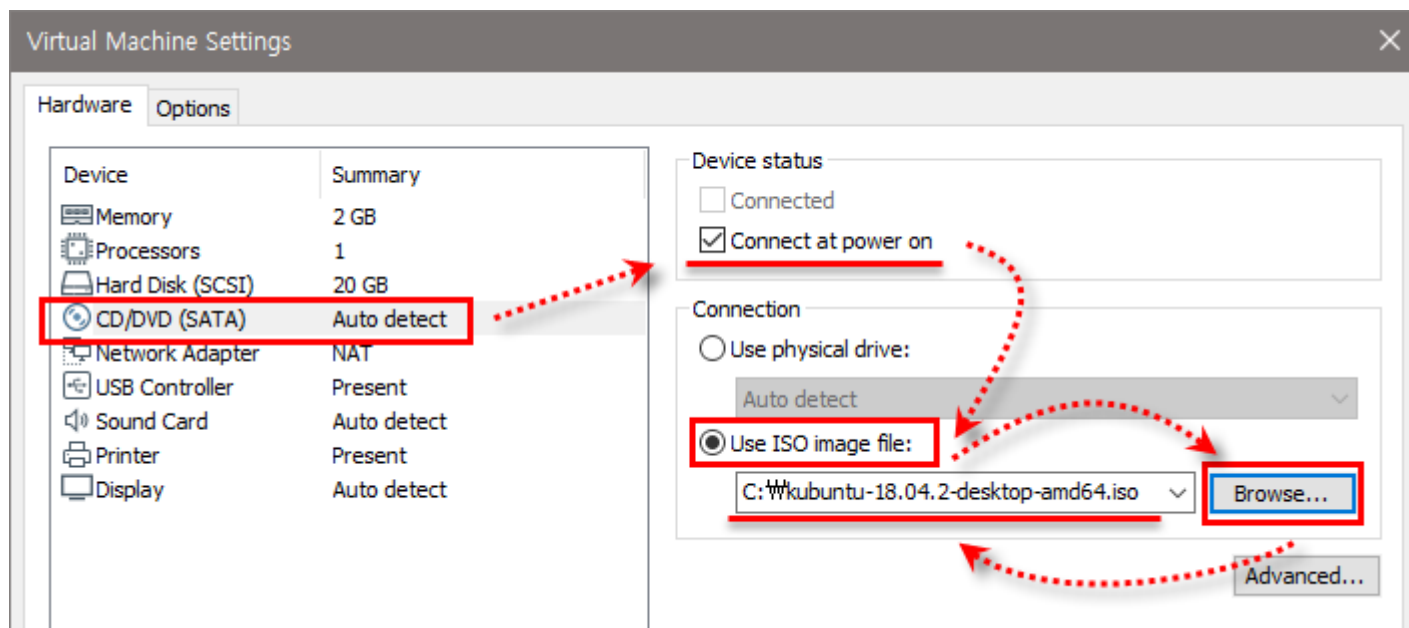 Virtual Machine Settings
Hardware Options
Device Summary
Memory 2 GB
Processors 1
Hard Disk (SCSI) 20 GB
CD/DVD (SATA) Auto detect
Network Adapter NAT
USB Controller Present
Sound Card Auto detect
Printer Present
Display Auto detect
Device status
Connected
Connect at power on
Connection
Use physical drive:
Auto detect
Use ISO image file:
C:₩kubuntu-18.04.2-desktop-amd64.iso
Browse...
Advanced...